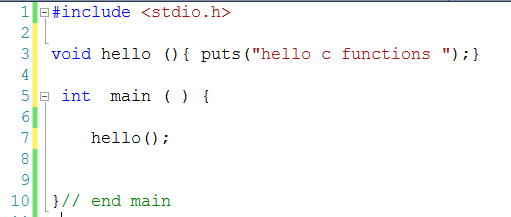 1 #include <stdio.h>
2
3 void hello (){ puts("hello c functions ");}
4
5 int  main ( ) {
6
7     hello();
8
9
10 }// end main